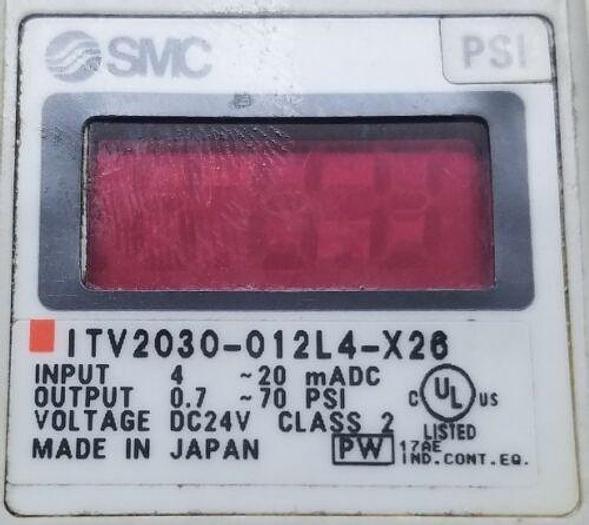 SMC
PSI
ITV2030-012L4-X26
INPUT 4 ~20 mADC
OUTPUT 0.7 ~70 PSI
VOLTAGE DC24V CLASS 2
MADE IN JAPAN PW
C UL US
LISTED
17AE
IND.CONT.EQ.